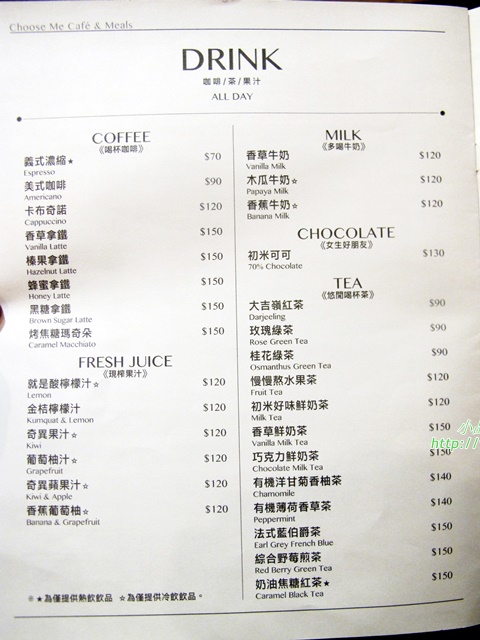 Choose Me Café & Meals
DRINK
咖啡/茶/果汁
ALL DAY
COFFEE
《喝杯咖啡》
義式濃縮★ $70
Espresso
美式咖啡 $90
Americano
卡布奇諾 $120
Cappuccino
香草拿鐵 $150
Vanilla Latte
榛果拿鐵 $150
Hazelnut Latte
蜂蜜拿鐵 $150
Honey Latte
黑糖拿鐵 $150
Brown Sugar Latte
烤焦糖瑪奇朵 $150
Caramel Macchiato
FRESH JUICE
《現榨果汁》
就是酸檸檬汁☆ $120
Lemon
金桔檸檬汁 $120
Kumquat & Lemon
奇異果汁☆ $120
Kiwi
葡萄柚汁☆ $120
Grapefruit
奇異蘋果汁☆ $120
Kiwi & Apple
香蕉葡萄柚☆ $120
Banana & Grapefruit
※★為僅提供熱飲飲品 ☆為僅提供冷飲飲品。
MILK
《多喝牛奶》
香草牛奶 $120
Vanilla Milk
木瓜牛奶☆ $120
Papaya Milk
香蕉牛奶☆ $120
Banana Milk
CHOCOLATE
《女生好朋友》
初米可可 $130
70% Chocolate
TEA
《悠閒喝杯茶》
大吉嶺紅茶 $90
Darjeeling
玫瑰綠茶 $90
Rose Green Tea
桂花綠茶 $90
Osmanthus Green Tea
慢慢熬水果茶 $120
Fruit Tea
初米好味鮮奶茶 $120
Milk Tea
香草鮮奶茶 $150
Vanilla Milk Tea
巧克力鮮奶茶 $150
Chocolate Milk Tea
有機洋甘菊香柚茶 $140
Chamomile
有機薄荷香草茶 $140
Peppermint
法式藍伯爵茶 $150
Earl Grey French Blue
綜合野莓煎茶 $150
Red Berry Green Tea
奶油焦糖紅茶★ $150
Caramel Black Tea
http://